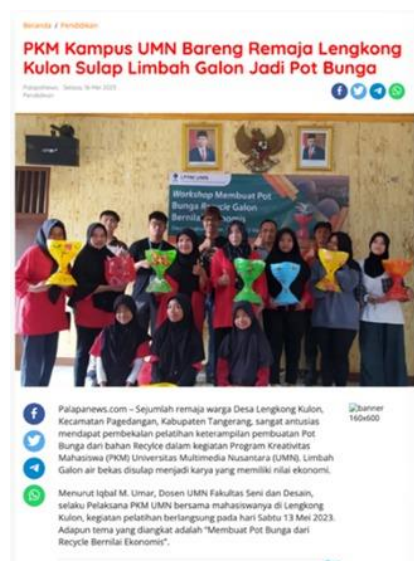 Beranda / Pendidikan
PKM Kampus UMN Bareng Remaja Lengkong
Kulon Sulap Limbah Galon Jadi Pot Bunga
PalapaNews, Selasa, 16 Mei 2023
Pendidikan
LPPM UMN
Workshop Membuat Pot
Bunga Recycle Galon
Bernilai Ekonomis
Palapanews.com – Sejumlah remaja warga Desa Lengkong Kulon,
Kecamatan Pagedangan, Kabupaten Tangerang, sangat antusias
mendapat pembekalan pelatihan keterampilan pembuatan Pot
Bunga dari bahan Recylce dalam kegiatan Program Kreativitas
Mahasiswa (PKM) Universitas Multimedia Nusantara (UMN). Limbah
Galon air bekas disulap menjadi karya yang memiliki nilai ekonomi.
banner
160x600
Menurut Iqbal M. Umar, Dosen UMN Fakultas Seni dan Desain,
selaku Pelaksana PKM UMN bersama mahasiswanya di Lengkong
Kulon, kegiatan pelatihan berlangsung pada hari Sabtu 13 Mei 2023.
Adapun tema yang diangkat adalah "Membuat Pot Bunga dari
Recycle Bernilai Ekonomis".